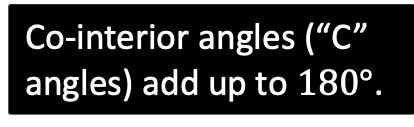 Co-interior angles (“C”
angles) add up to 180°.